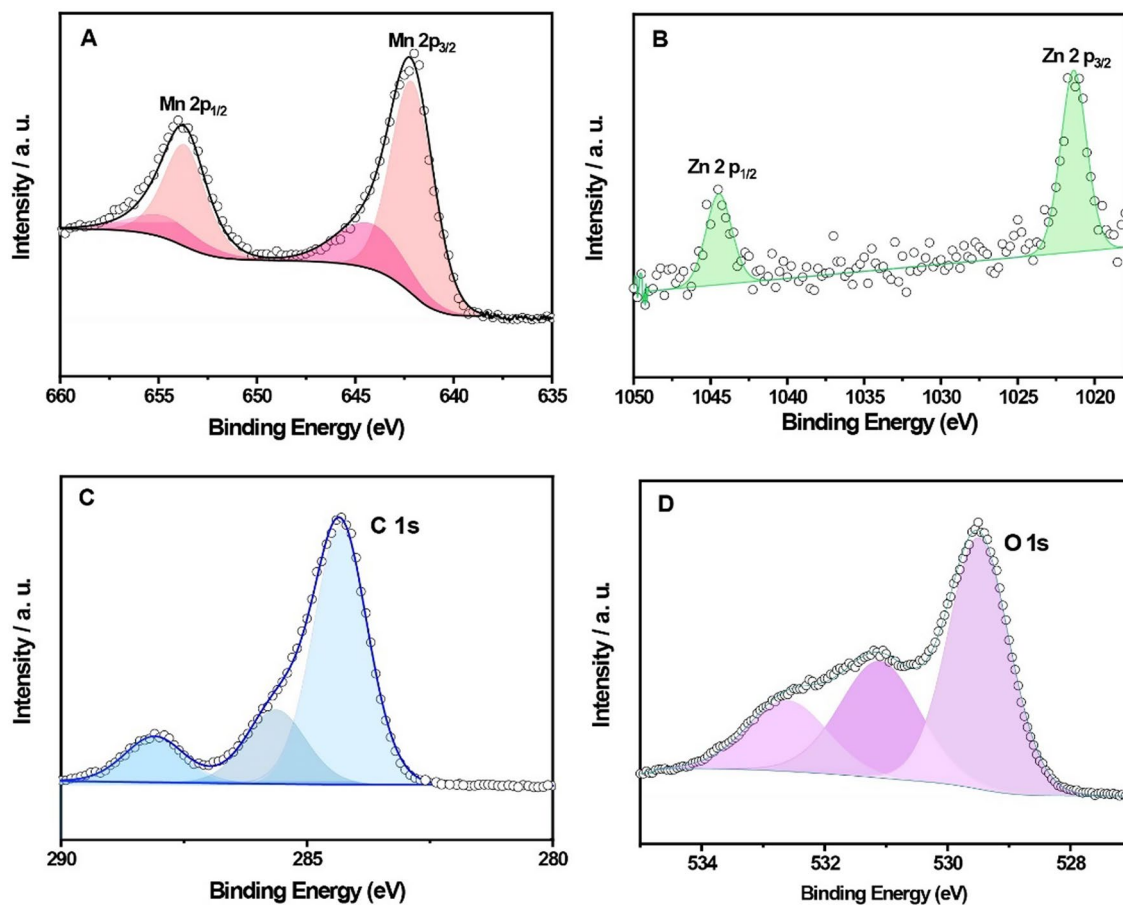 A
Mn 2p3/2
Mn 2p1/2
Intensity / a. u.
660 655 650 645 640 635
Binding Energy (eV)
B
Zn 2 p3/2
Zn 2 p1/2
Intensity / a. u.
1050 1045 1040 1035 1030 1025 1020
Binding Energy (eV)
C
C 1s
Intensity / a. u.
290 285 280
Binding Energy (eV)
D
O 1s
Intensity / a. u.
534 532 530 528
Binding Energy (eV)